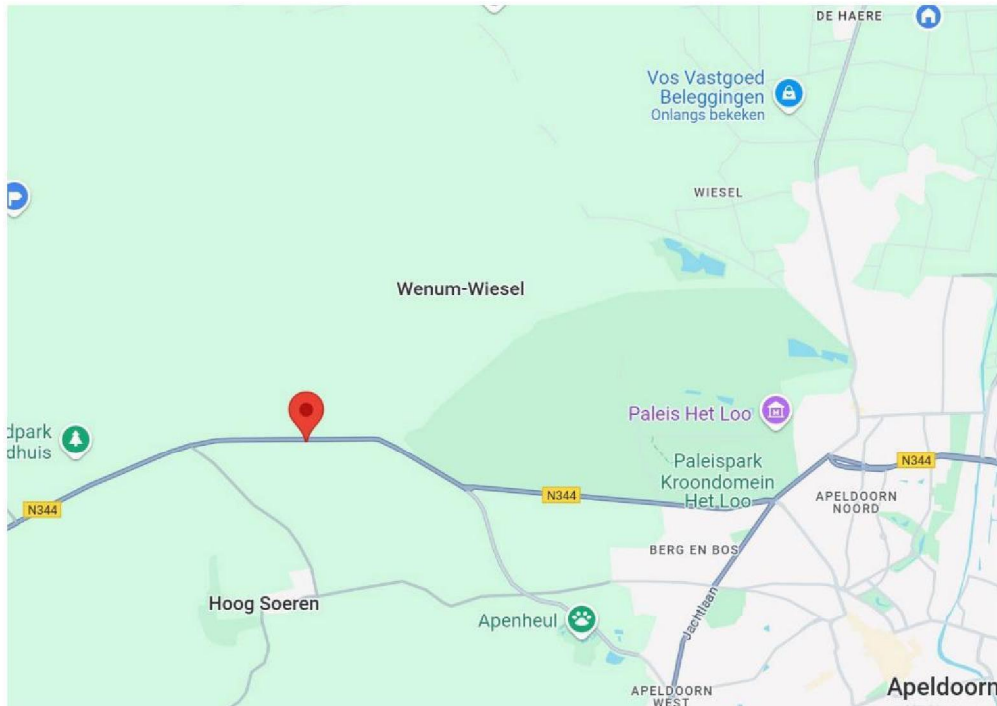 DE HAERE
Vos Vastgoed
Beleggingen
Onlangs bekeken
WIESEL
Wenum-Wiesel
Paleis Het Loo
dpark
dhuis
Paleispark
Kroondomein
Het Loo
N344
N344
N344
APELDOORN
NOORD
BERG EN BOS
Hoog Soeren
Jachtlaan
Apenheul
APELDOORN
WEST
Apeldoorn